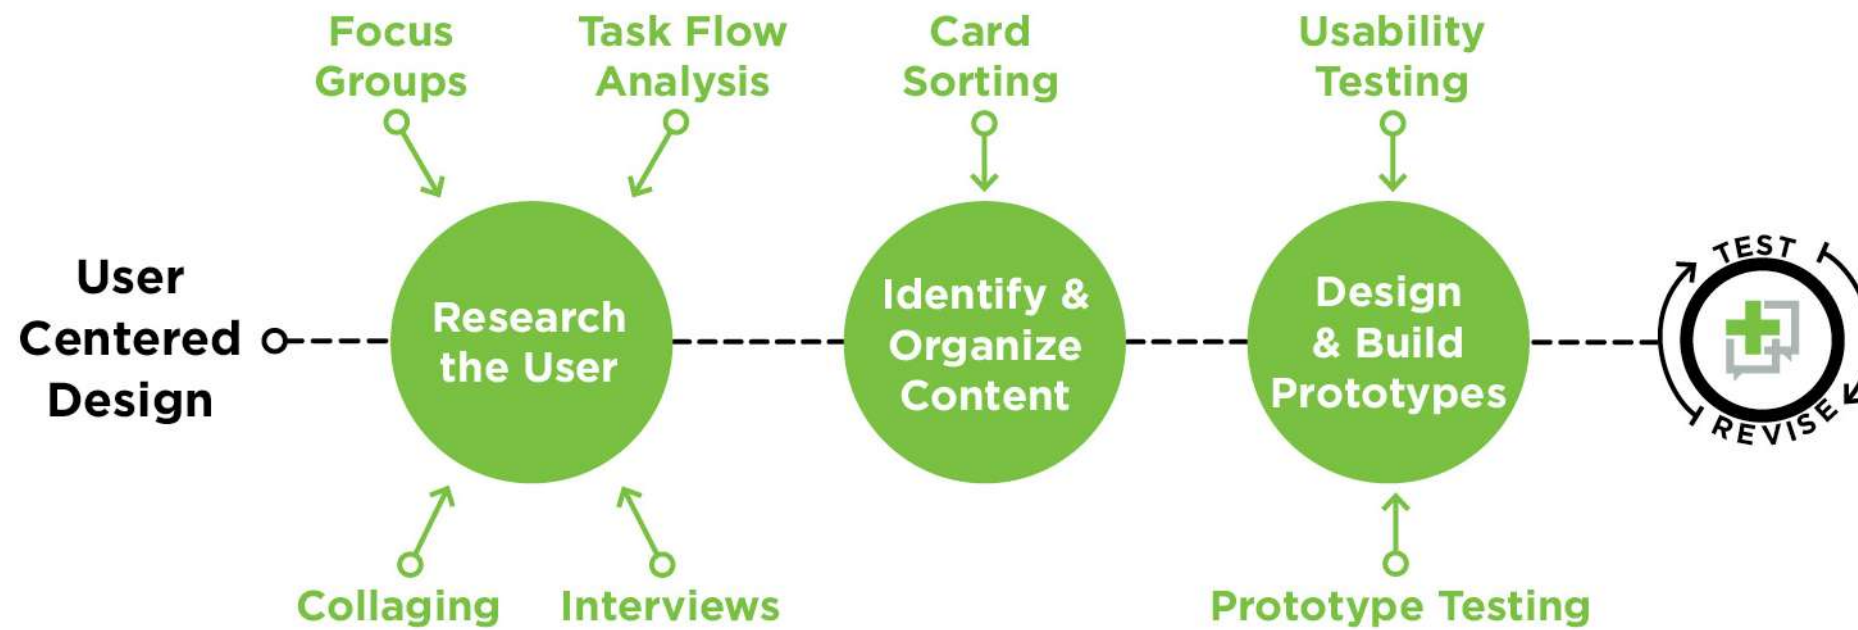 Focus
Groups
Task Flow
Analysis
Card
Sorting
Usability
Testing
User
Centered
Design
Research
the User
Identify &
Organize
Content
Design
& Build
Prototypes
TEST
REVISE
Collaging
Interviews
Prototype Testing